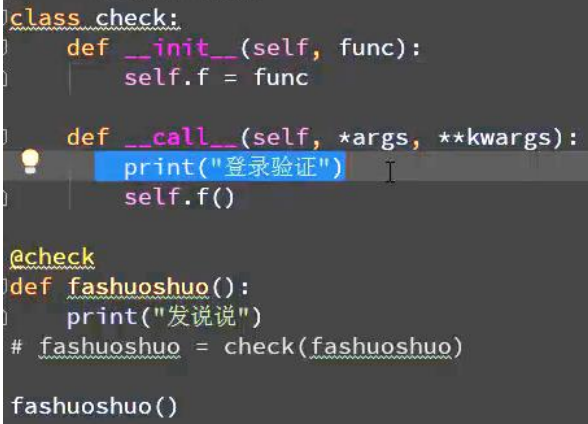 class check:
    def __init__(self, func):
        self.f = func
    def __call__(self, *args, **kwargs):
        print("登录验证")
        self.f()
@check
def fashuoshuo():
    print("发说说")
# fashuoshuo = check(fashuoshuo)
fashuoshuo()